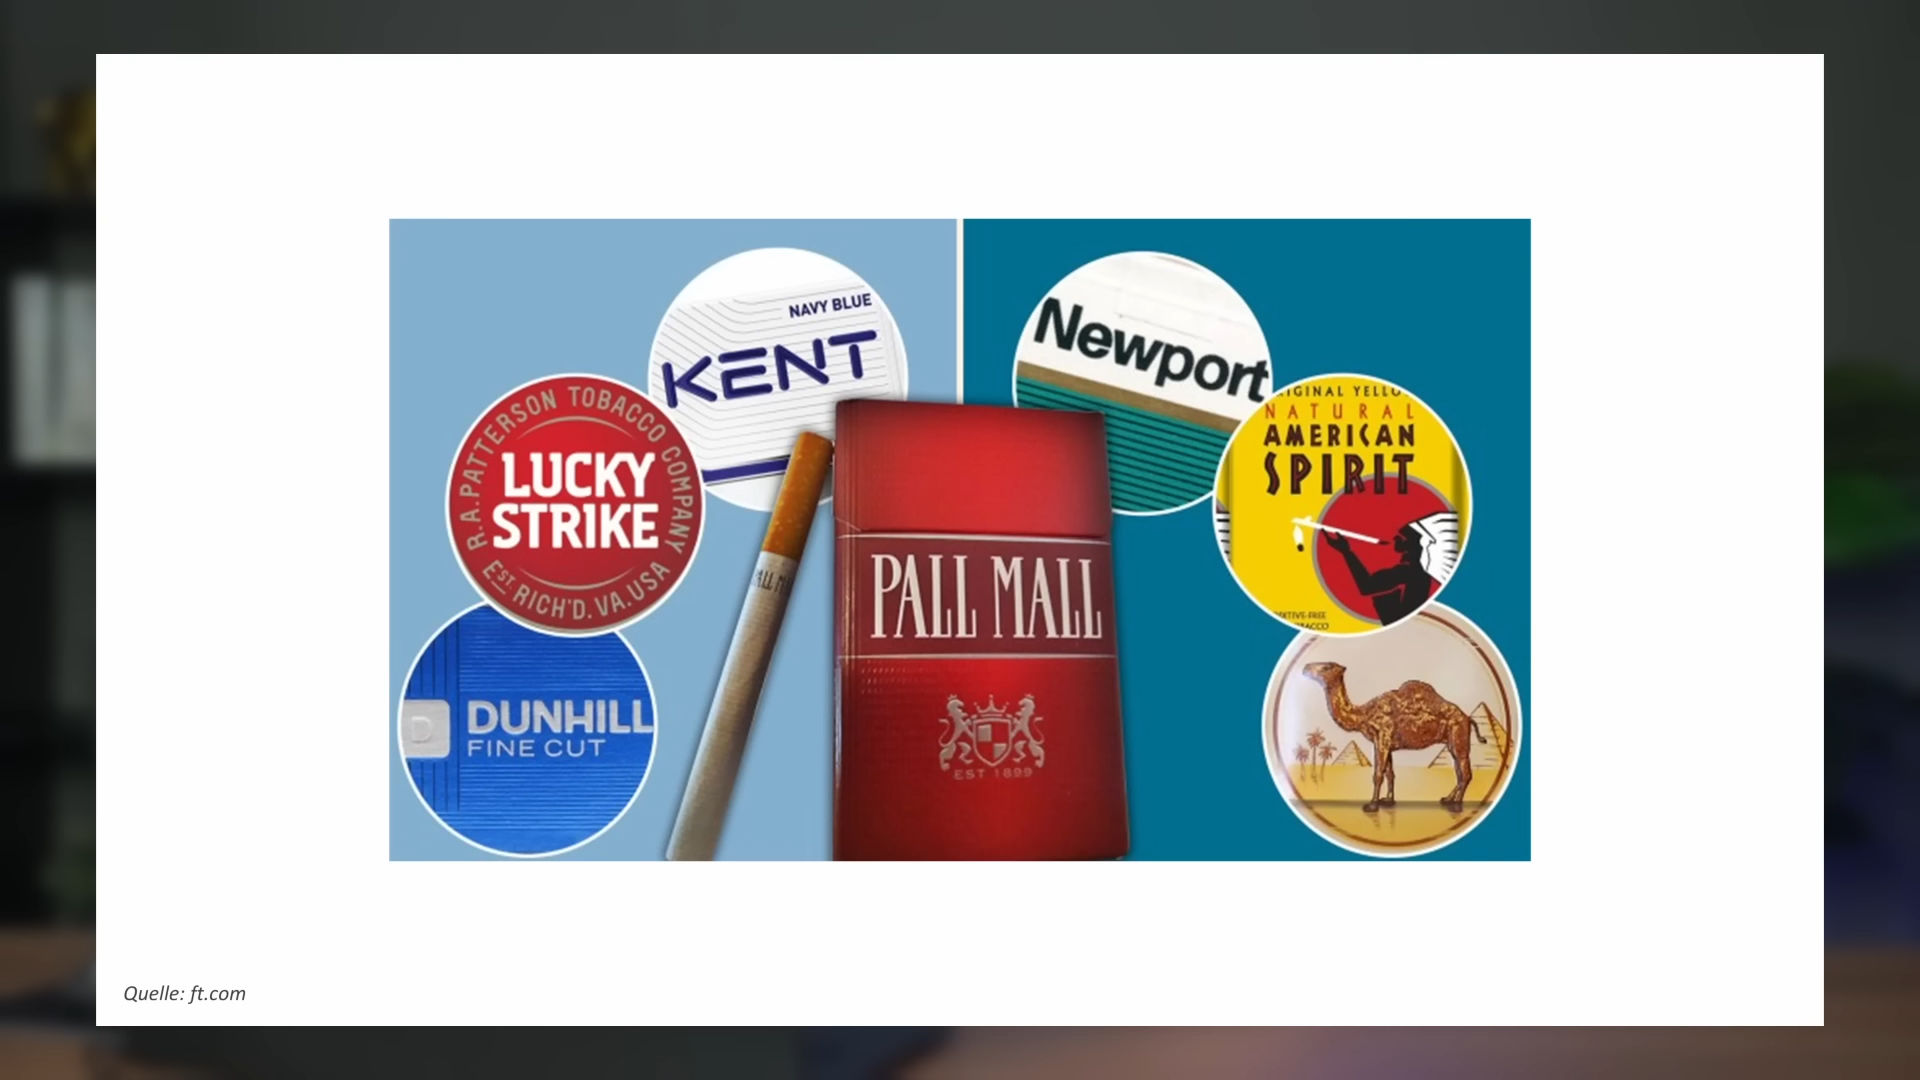 NAVY BLUE
KENT
Newport
R.A. PATTERSON TOBACCO COMPANY
LUCKY
STRIKE
EST. RICH'D. VA. USA
NATURAL
AMERICAN
SPIRIT
PALL MALL
EST 1899
D
DUNHILL
FINE CUT
Quelle: ft.com